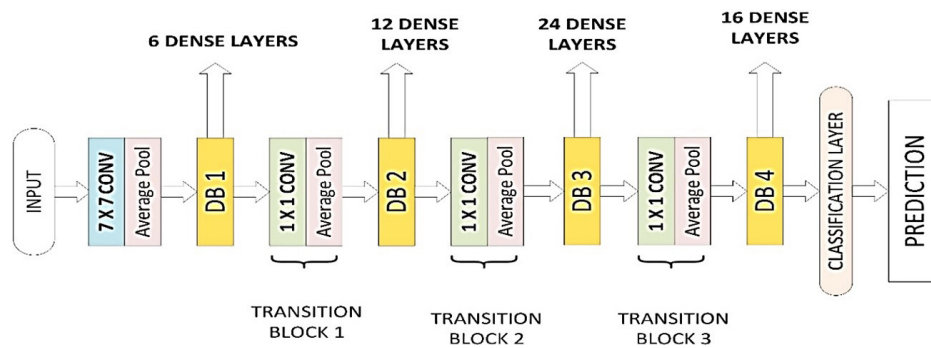 6 DENSE LAYERS
12 DENSE
LAYERS
24 DENSE
LAYERS
16 DENSE
LAYERS
INPUT
7 X 7 CONV
Average Pool
DB 1
1 X 1 CONV
Average Pool
DB 2
1 X 1 CONV
Average Pool
DB 3
1 X 1 CONV
Average Pool
DB 4
CLASSIFICATION LAYER
PREDICTION
TRANSITION
BLOCK 1
TRANSITION
BLOCK 2
TRANSITION
BLOCK 3